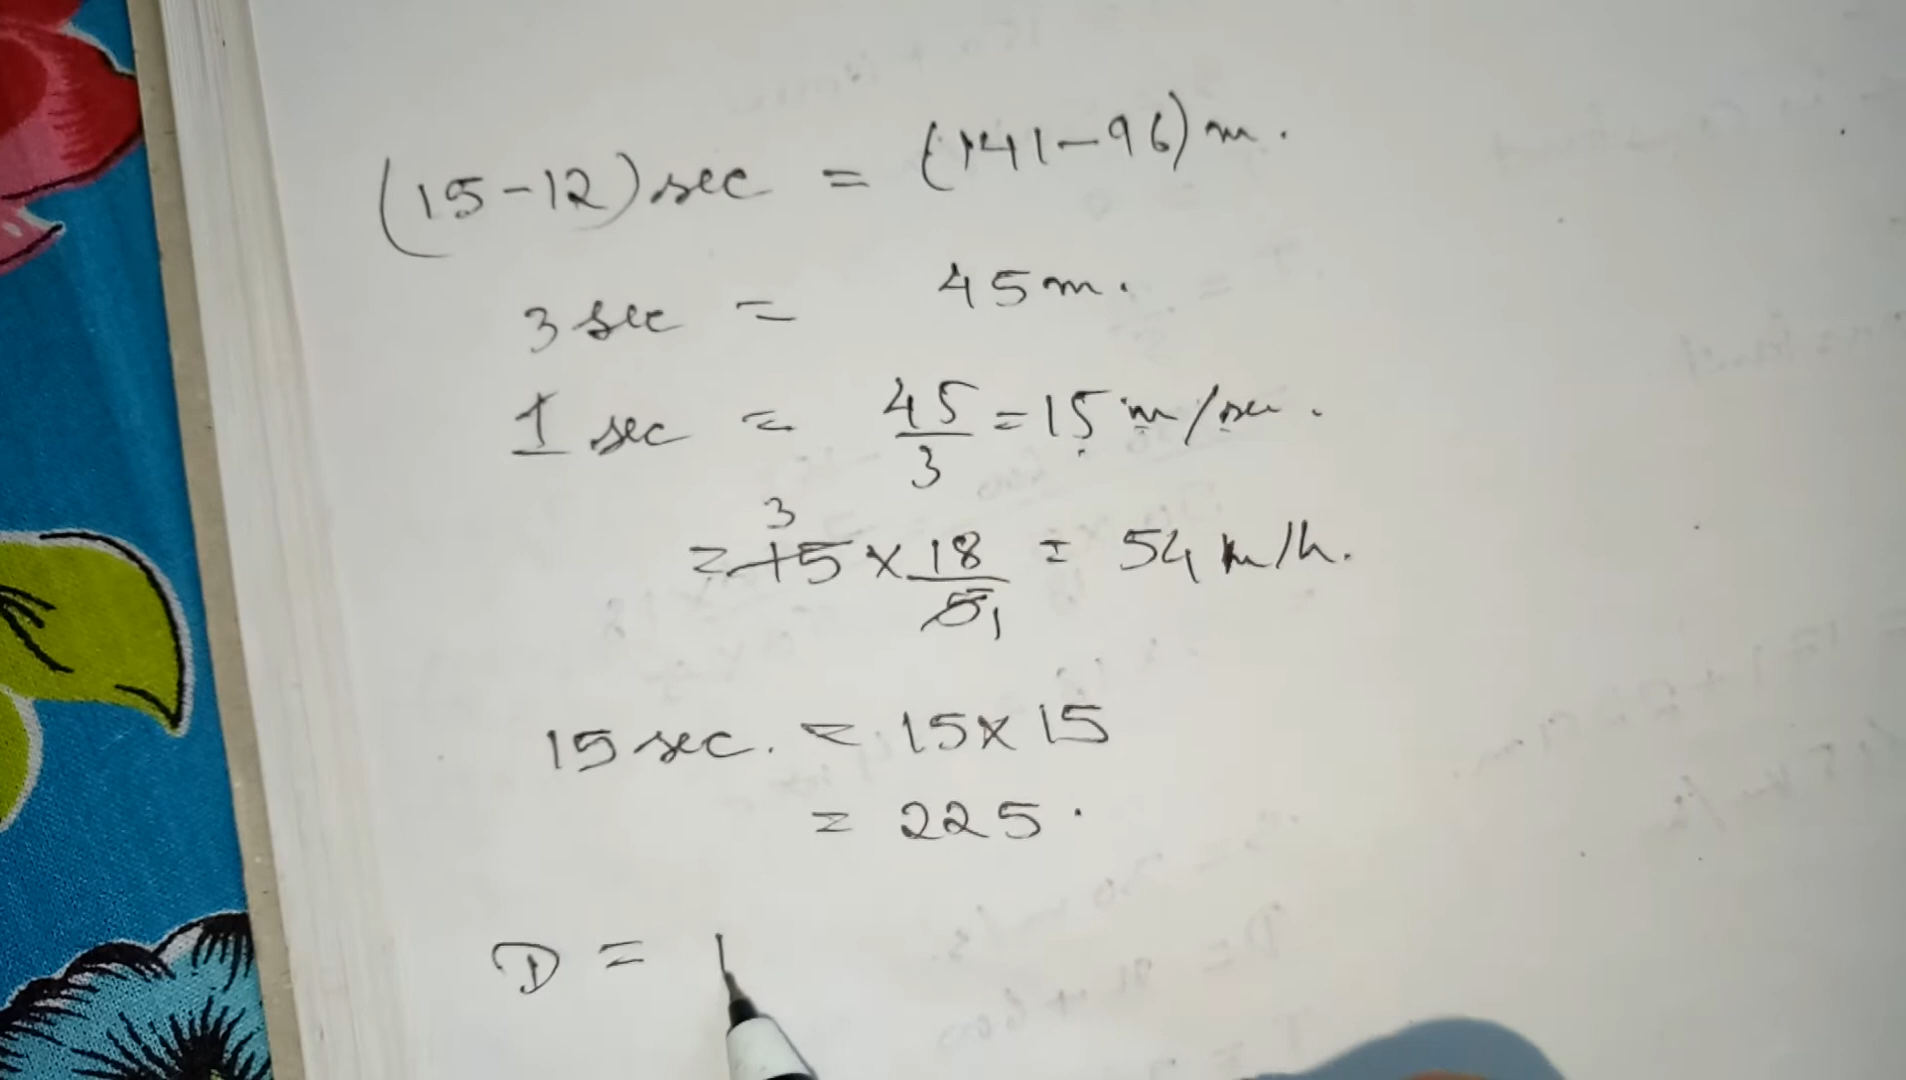 (15-12) sec = (141-96) m.
3 sec = 45 m.
1 sec = 45/3 = 15 m/sec.
= 15 3 × 18/5 1 = 54 km/h.
15 sec. = 15 × 15
= 225.
D = 1